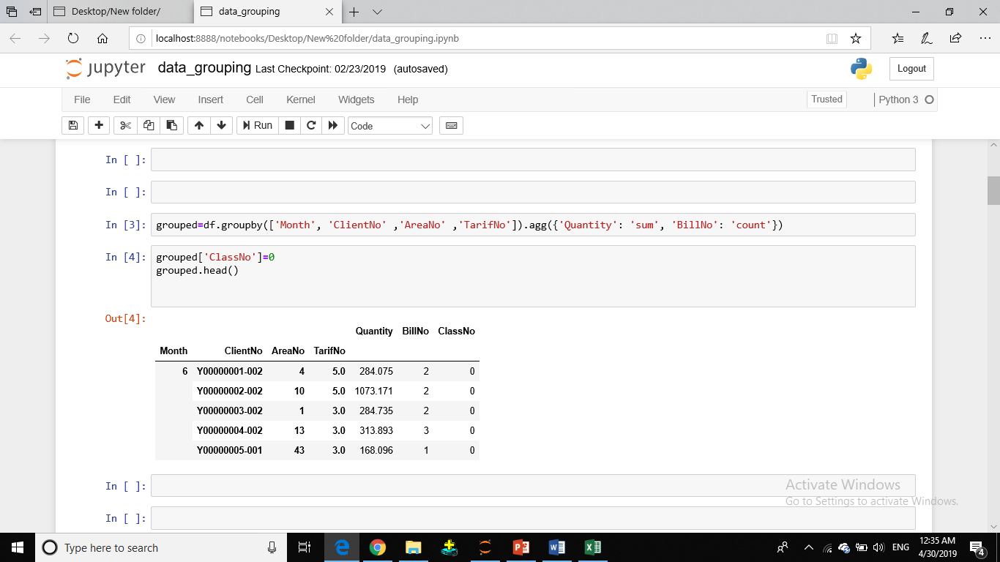 Desktop/New folder/
data_grouping
localhost:8888/notebooks/Desktop/New%20folder/data_grouping.ipynb
jupyter data_grouping Last Checkpoint: 02/23/2019 (autosaved)
Logout
File Edit View Insert Cell Kernel Widgets Help Trusted Python 3
Run Code
In [ ]:
In [ ]:
In [3]: grouped=df.groupby(['Month', 'ClientNo' ,'AreaNo' ,'TarifNo']).agg({'Quantity': 'sum', 'BillNo': 'count'})
In [4]: grouped['ClassNo']=0
grouped.head()
Out[4]:
Quantity BillNo ClassNo
Month ClientNo AreaNo TarifNo
6 Y00000001-002 4 5.0 284.075 2 0
Y00000002-002 10 5.0 1073.171 2 0
Y00000003-002 1 3.0 284.735 2 0
Y00000004-002 13 3.0 313.893 3 0
Y00000005-001 43 3.0 168.096 1 0
In [ ]:
Activate Windows
Go to Settings to activate Windows.
In [ ]:
Type here to search
ENG
12:35 AM
4/30/2019
4